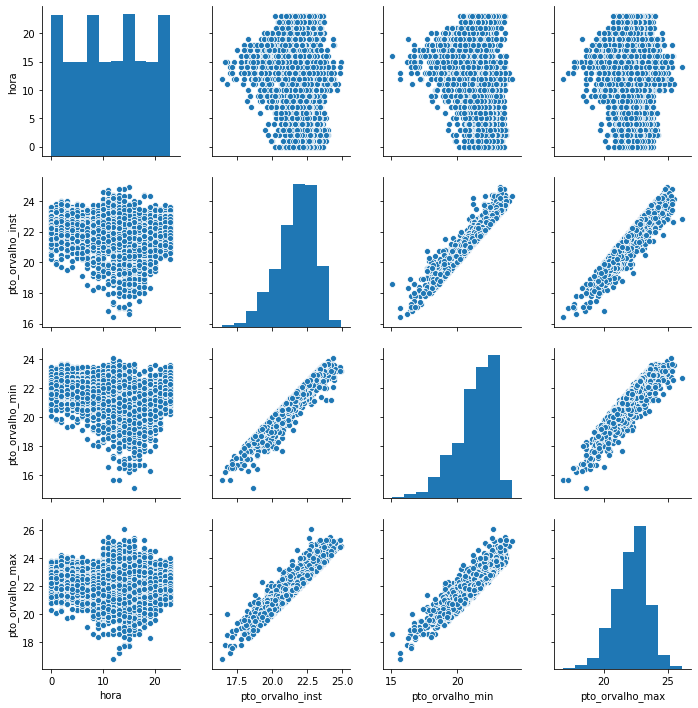 20
15
10
5
0
hora
24
22
20
18
16
pto_orvalho_inst
24
22
20
18
16
pto_orvalho_min
26
24
22
20
18
pto_orvalho_max
0 10 20
17.5 20.0 22.5 25.0
15 20
20 25
hora
pto_orvalho_inst
pto_orvalho_min
pto_orvalho_max